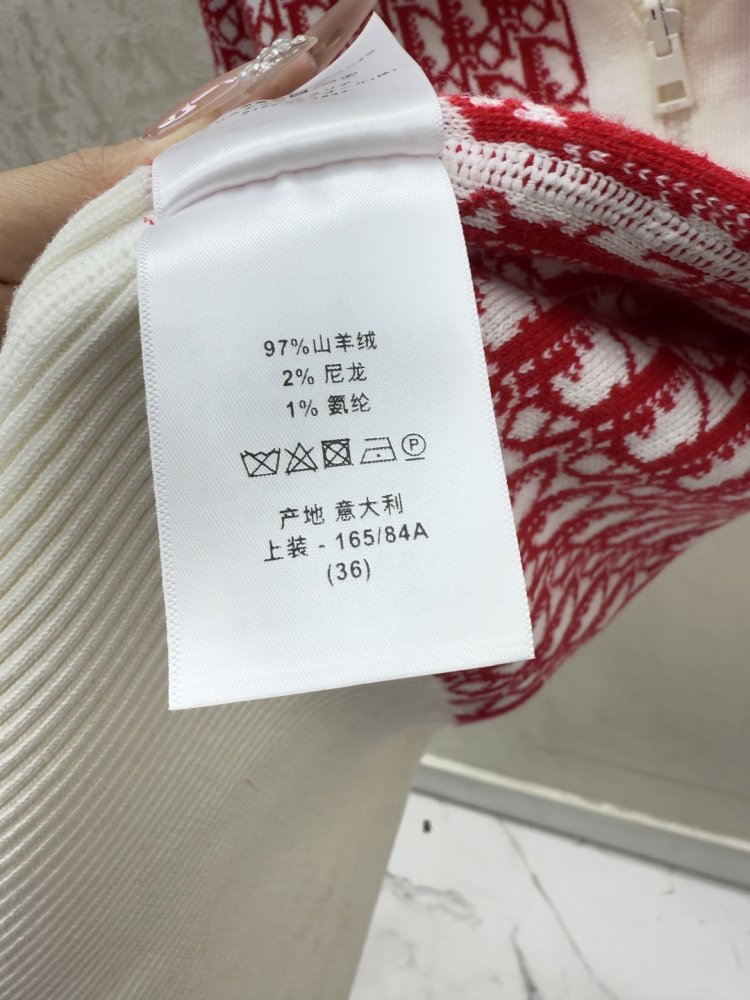 97%山羊绒
2% 尼龙
1% 氨纶
P
产地 意大利
上装 - 165/84A
(36)